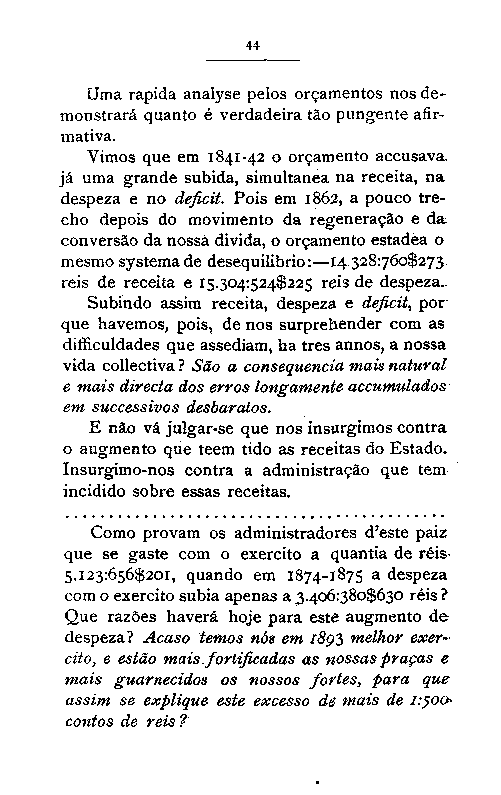 44
Uma rapida analyse pelos orçamentos nos de-
monstrará quanto é verdadeira tão pungente afir-
mativa.
Vimos que em 1841-42 o orçamento accusava
já uma grande subida, simultanea na receita, na
despeza e no deficit. Pois em 1862, a pouco tre-
cho depois do movimento da regeneração e da
conversão da nossa divida, o orçamento estadêa o
mesmo systema de desequilibrio:—14.328:760$273
reis de receita e 15.304:524$225 reis de despeza.
Subindo assim receita, despeza e deficit, por
que havemos, pois, de nos surprehender com as
difficuldades que assediam, ha tres annos, a nossa
vida collectiva? São a consequencia mais natural
e mais directa dos erros longamente accumulados
em successivos desbaratos.
E não vá julgar-se que nos insurgimos contra
o augmento que teem tido as receitas do Estado.
Insurgimo-nos contra a administração que tem
incidido sobre essas receitas.
. . . . . . . . . . . . . . . . . . . . . . . . . . . . . . . . . . . . . . . .
Como provam os administradores d'este paiz
que se gaste com o exercito a quantia de réis
5.123:656$201, quando em 1874-1875 a despeza
com o exercito subia apenas a 3.406:380$630 réis?
Que razões haverá hoje para este augmento de
despeza? Acaso temos nós em 1893 melhor exer-
cito, e estão mais fortificadas as nossas praças e
mais guarnecidos os nossos fortes, para que
assim se explique este excesso de mais de 1:500
contos de reis?